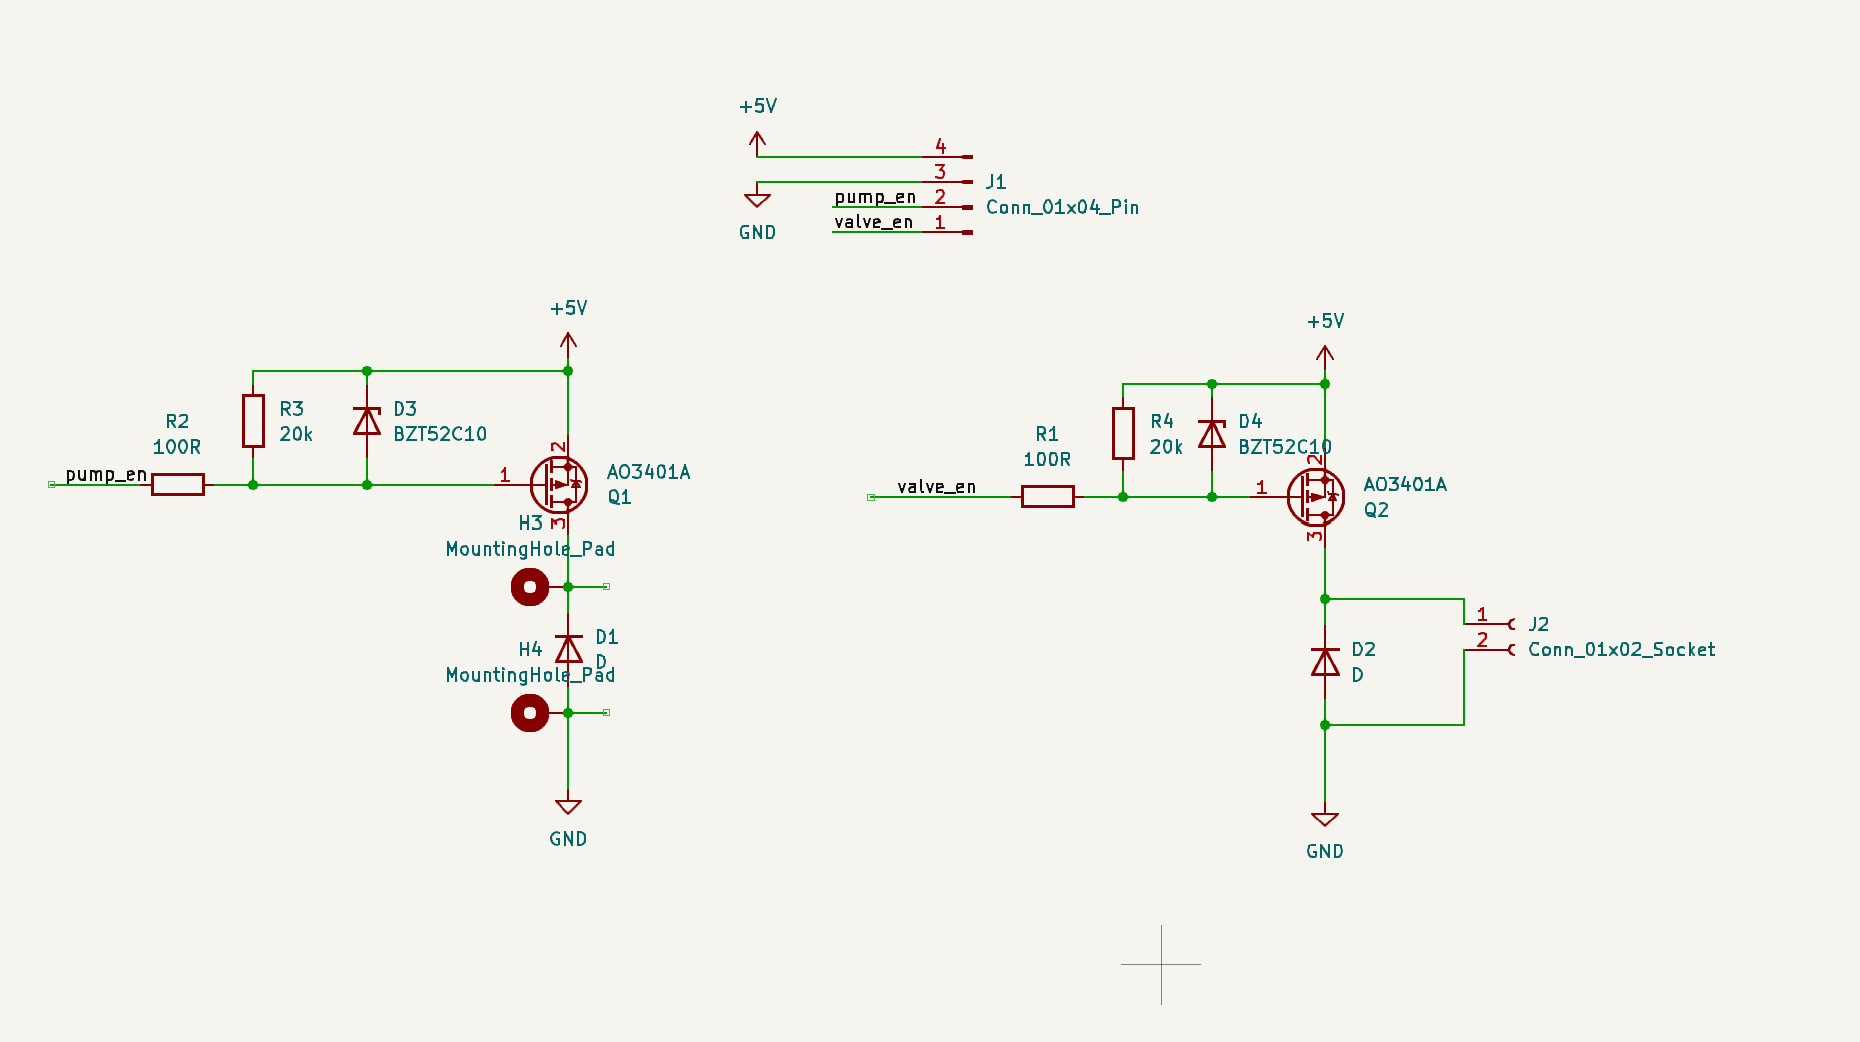 +5V
4
3
J1
pump_en
2
Conn_01x04_Pin
valve_en
1
GND
+5V
R2
100R
R3
20k
D3
BZT52C10
pump_en
1
2
AO3401A
Q1
3
H3
MountingHole_Pad
D1
D
H4
MountingHole_Pad
GND
+5V
R1
100R
R4
20k
D4
BZT52C10
valve_en
1
2
AO3401A
Q2
3
1
J2
2
Conn_01x02_Socket
D2
D
GND